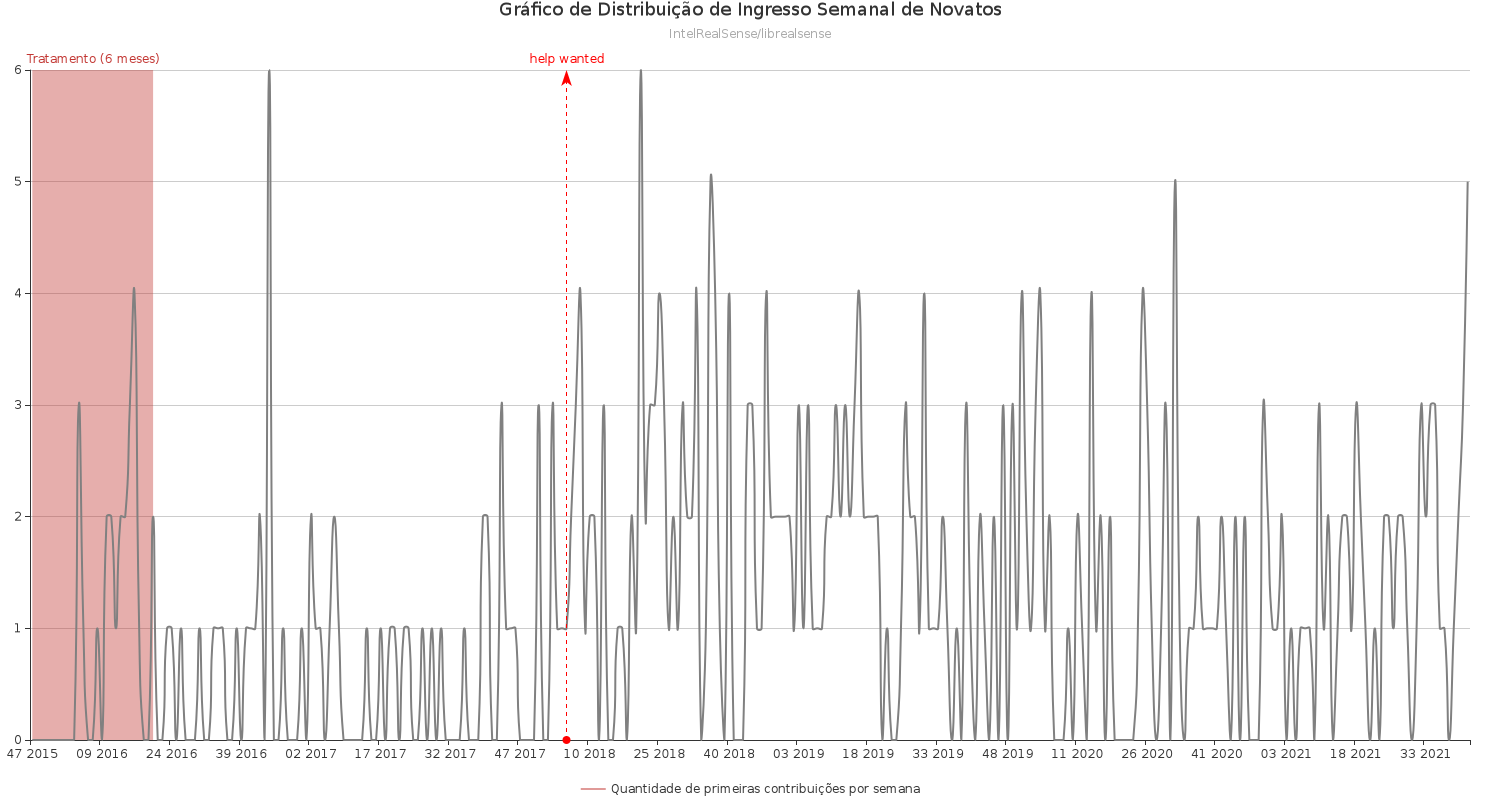 Gráfico de Distribuição de Ingresso Semanal de Novatos
IntelRealSense/librealsense
Tratamento (6 meses)
help wanted
6
5
4
3
2
1
0
47 2015 09 2016 24 2016 39 2016 02 2017 17 2017 32 2017 47 2017 10 2018 25 2018 40 2018 03 2019 18 2019 33 2019 48 2019 11 2020 26 2020 41 2020 03 2021 18 2021 33 2021
Quantidade de primeiras contribuições por semana